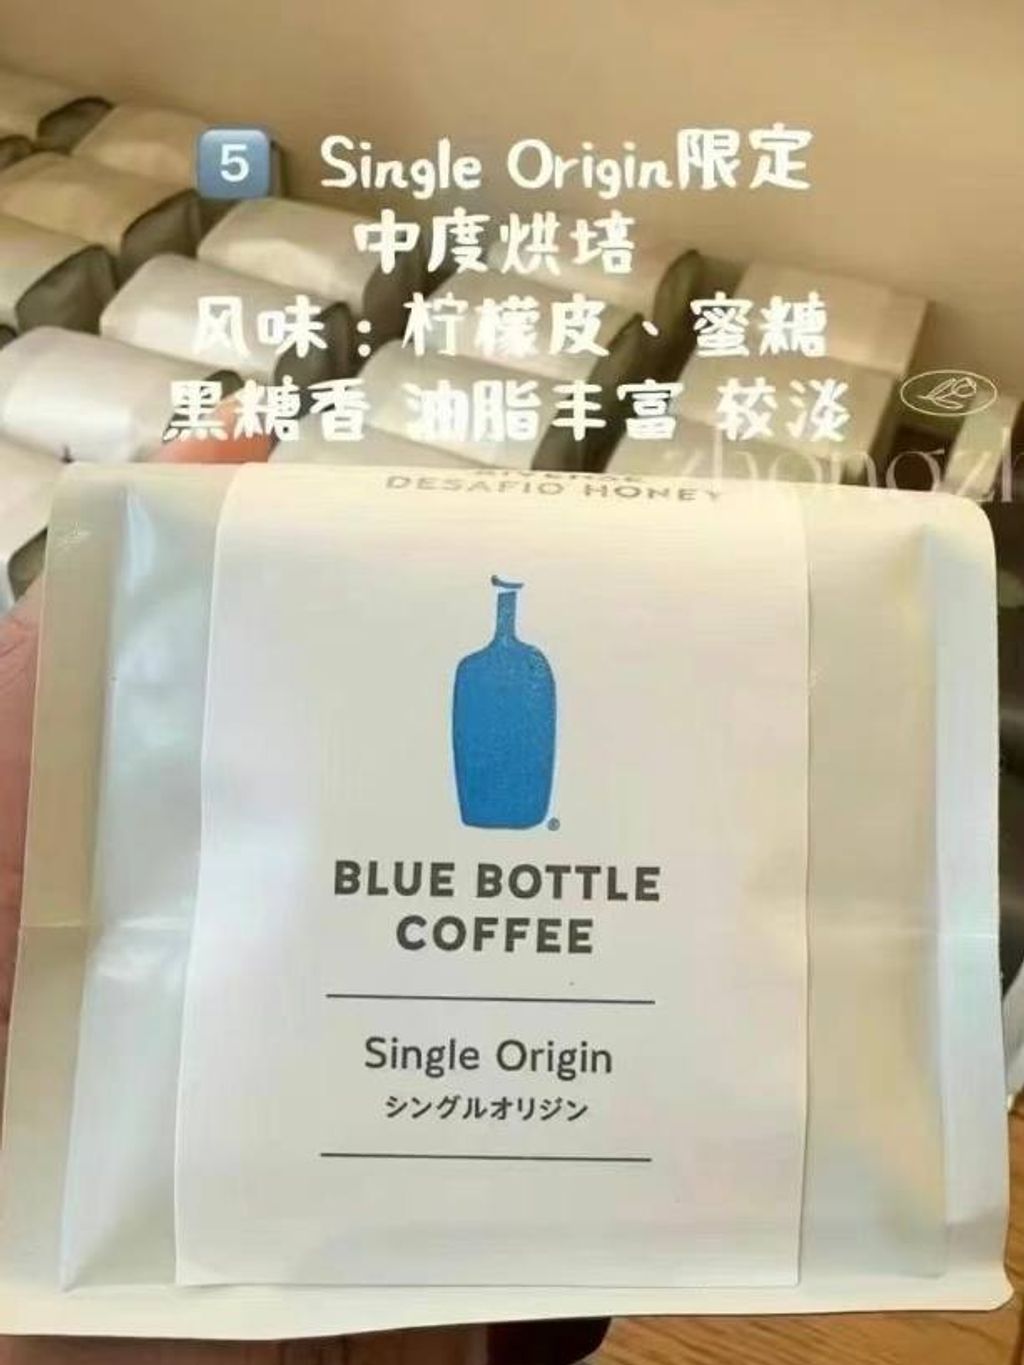 5 Single Origin限定
中度烘培
风味：柠檬皮、蜜糖
黑糖香 油脂丰富 较淡
zhongzh
DESAFIO HONEY
BLUE BOTTLE
COFFEE
Single Origin
シングルオリジン